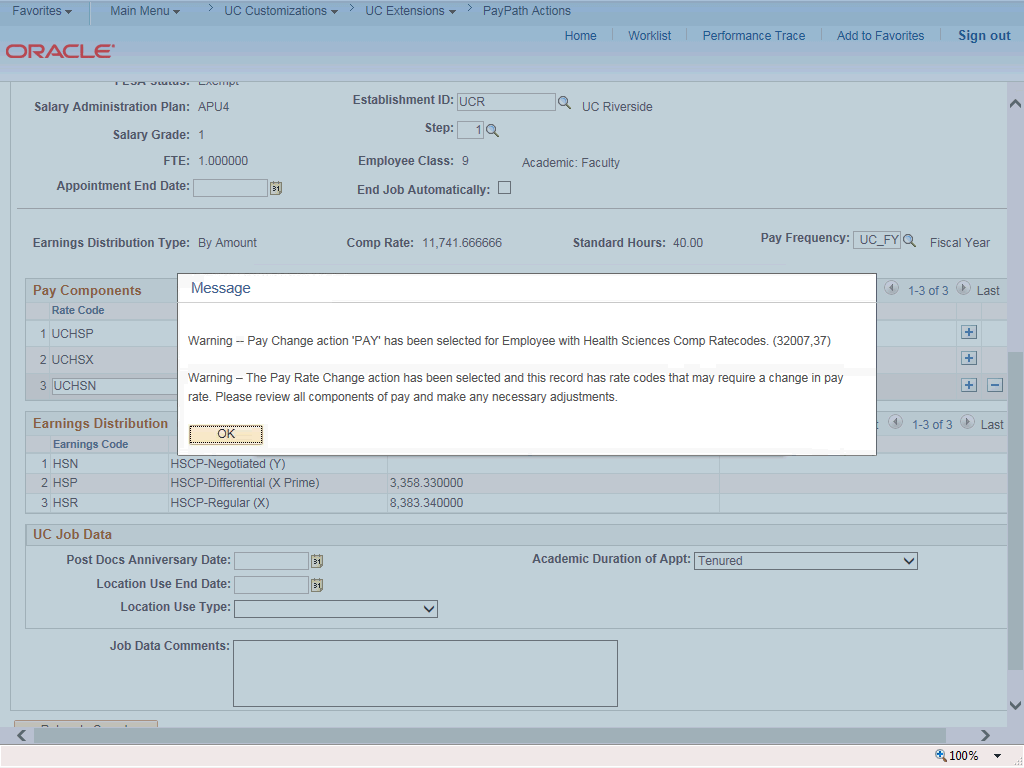 Favorites Main Menu > UC Customizations > UC Extensions > PayPath Actions
Home Worklist Performance Trace Add to Favorites Sign out
ORACLE
Salary Administration Plan: APU4 Establishment ID: UCR UC Riverside
Salary Grade: 1 Step: 1
FTE: 1.000000 Employee Class: 9 Academic: Faculty
Appointment End Date: 31 End Job Automatically:
Earnings Distribution Type: By Amount Comp Rate: 11,741.666666 Standard Hours: 40.00 Pay Frequency: UC_FY Fiscal Year
Pay Components 1-3 of 3 Last
Rate Code
1 UCHSP
2 UCHSX
3 UCHSN
Message
Warning -- Pay Change action 'PAY' has been selected for Employee with Health Sciences Comp Ratecodes. (32007,37)
Warning – The Pay Rate Change action has been selected and this record has rate codes that may require a change in pay
rate. Please review all components of pay and make any necessary adjustments.
OK
Earnings Distribution 1-3 of 3 Last
Earnings Code
1 HSN HSCP-Negotiated (Y)
2 HSP HSCP-Differential (X Prime) 3,358.330000
3 HSR HSCP-Regular (X) 8,383.340000
UC Job Data
Post Docs Anniversary Date: 31 Academic Duration of Appt: Tenured
Location Use End Date: 31
Location Use Type:
Job Data Comments:
100%